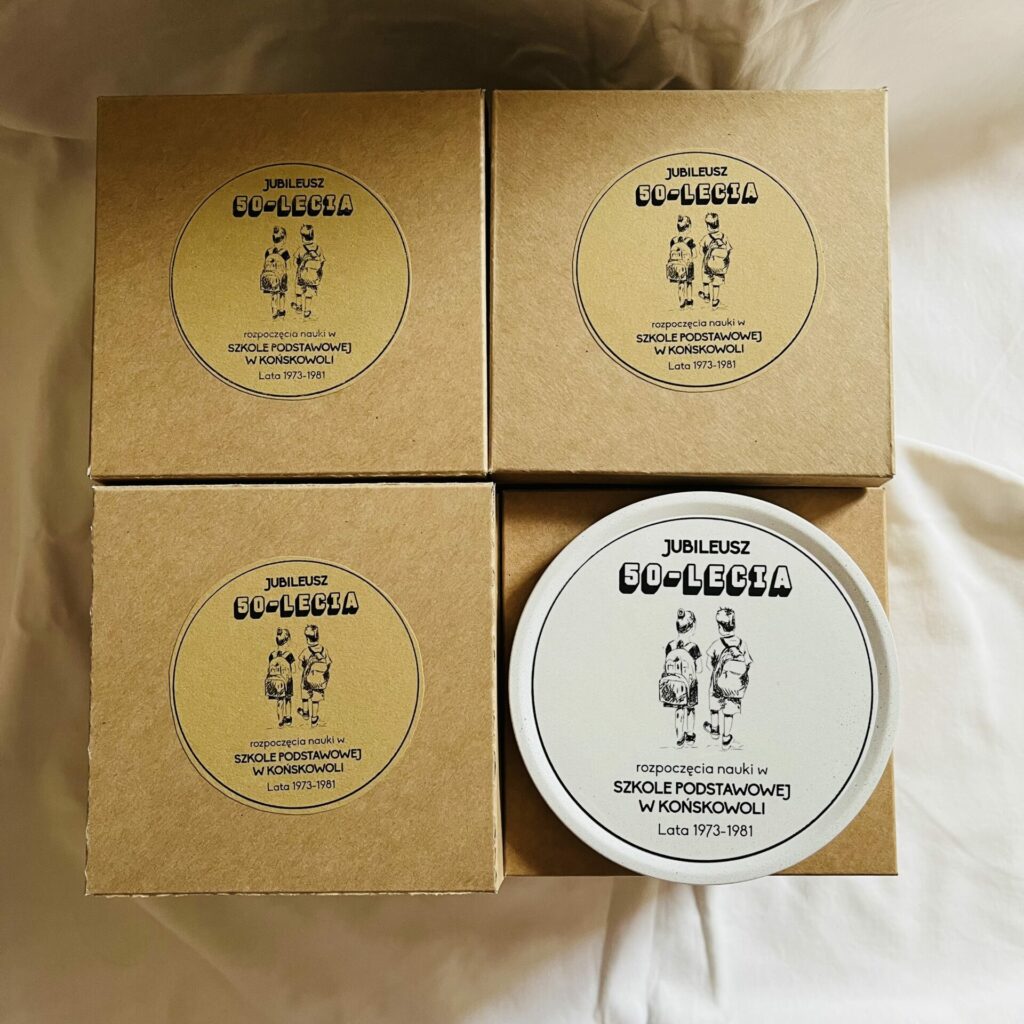 JUBILEUSZ
50-LECIA
rozpoczęcia nauki w
SZKOLE PODSTAWOWEJ
W KOŃSKOWOLI
Lata 1973-1981
JUBILEUSZ
50-LECIA
rozpoczęcia nauki w
SZKOLE PODSTAWOWEJ
W KOŃSKOWOLI
Lata 1973-1981
JUBILEUSZ
50-LECIA
rozpoczęcia nauki w
SZKOLE PODSTAWOWEJ
W KOŃSKOWOLI
Lata 1973-1981
JUBILEUSZ
50-LECIA
rozpoczęcia nauki w
SZKOLE PODSTAWOWEJ
W KOŃSKOWOLI
Lata 1973-1981